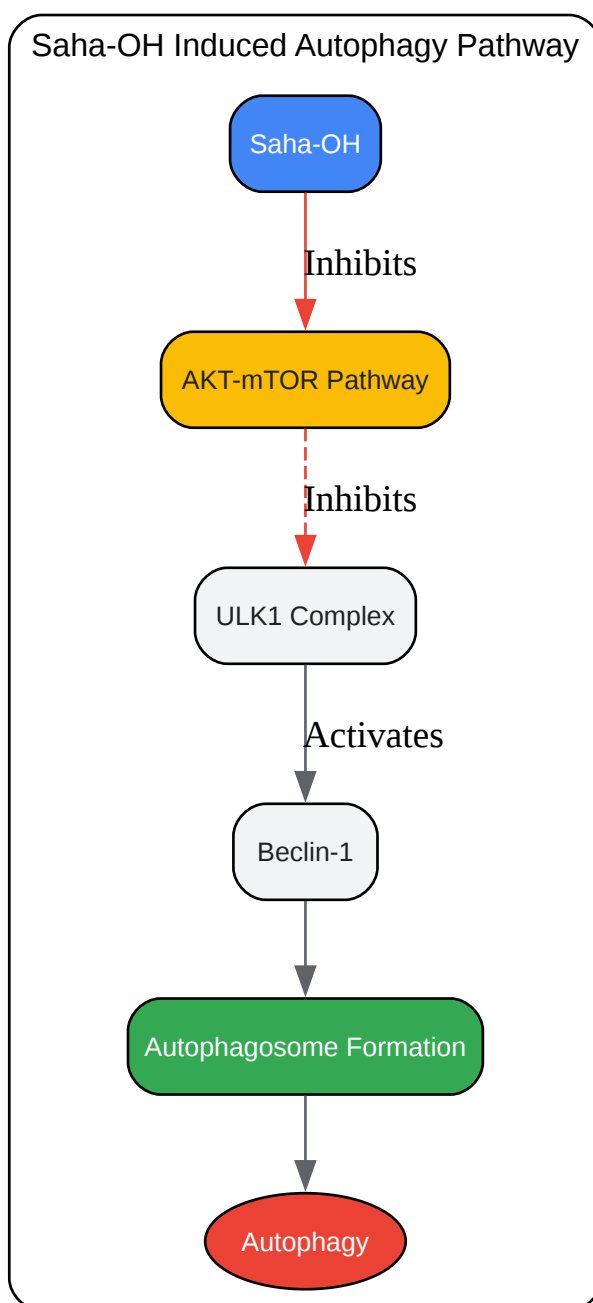 Saha-OH Induced Autophagy Pathway
Saha-OH
Inhibits
AKT-mTOR Pathway
Inhibits
ULK1 Complex
Activates
Beclin-1
Autophagosome Formation
Autophagy